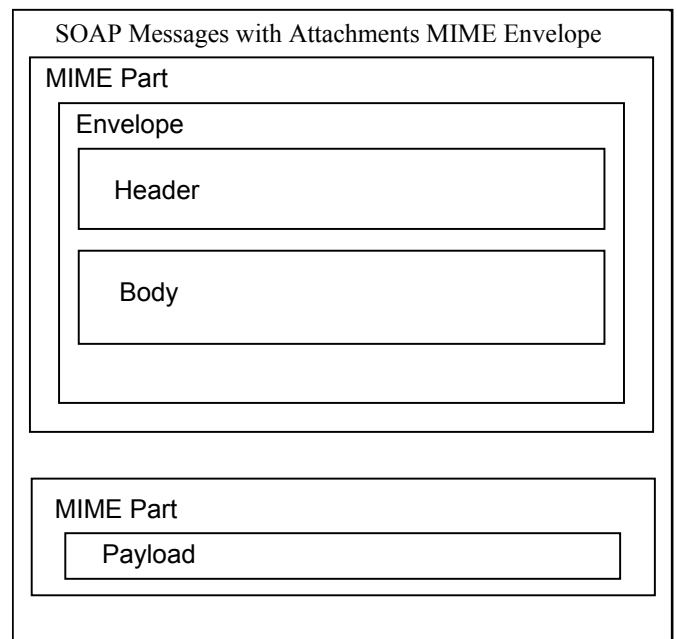 SOAP Messages with Attachments MIME Envelope
MIME Part
Envelope
Header
Body
MIME Part
Payload